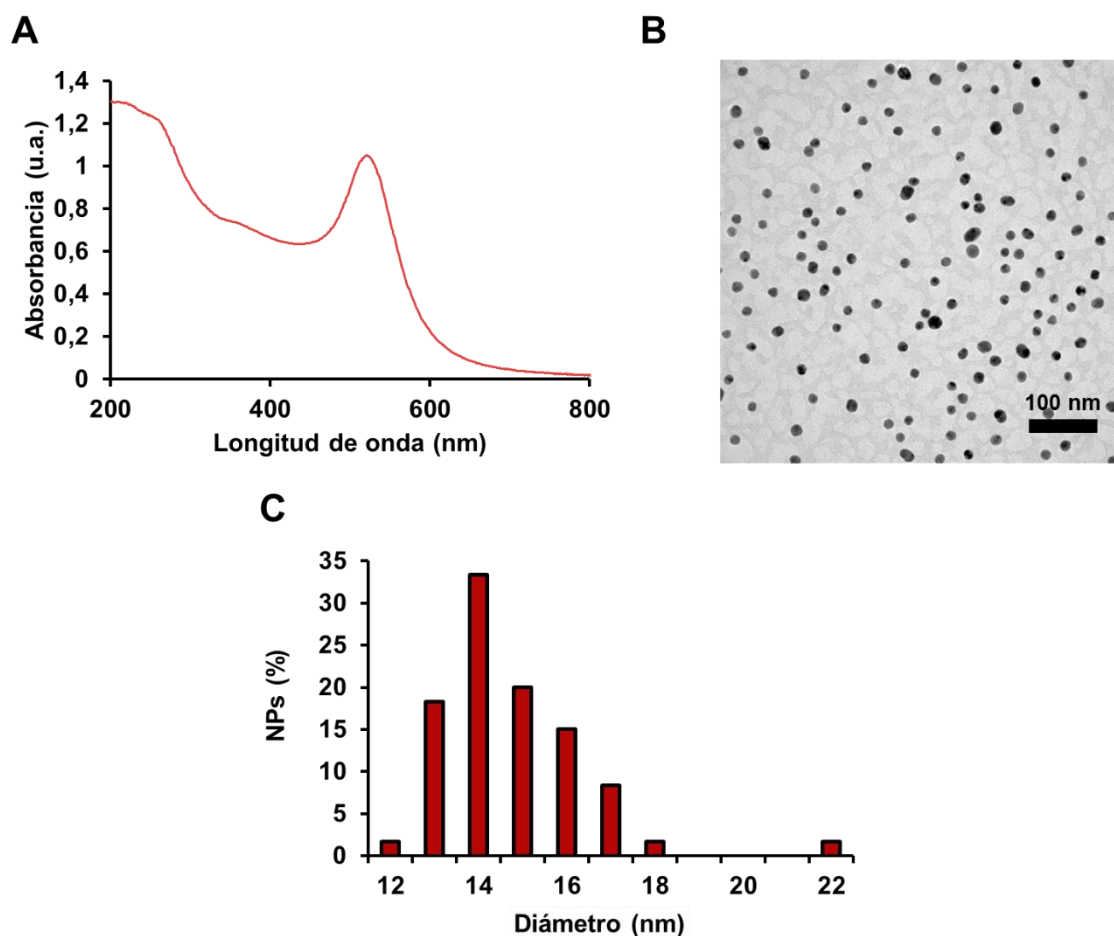 A
1,4
1,2
1
0,8
0,6
0,4
0,2
0
Absorbancia (u.a.)
200 400 600 800
Longitud de onda (nm)
B
100 nm
C
35
30
25
20
15
10
5
0
NPs (%)
12 14 16 18 20 22
Diámetro (nm)